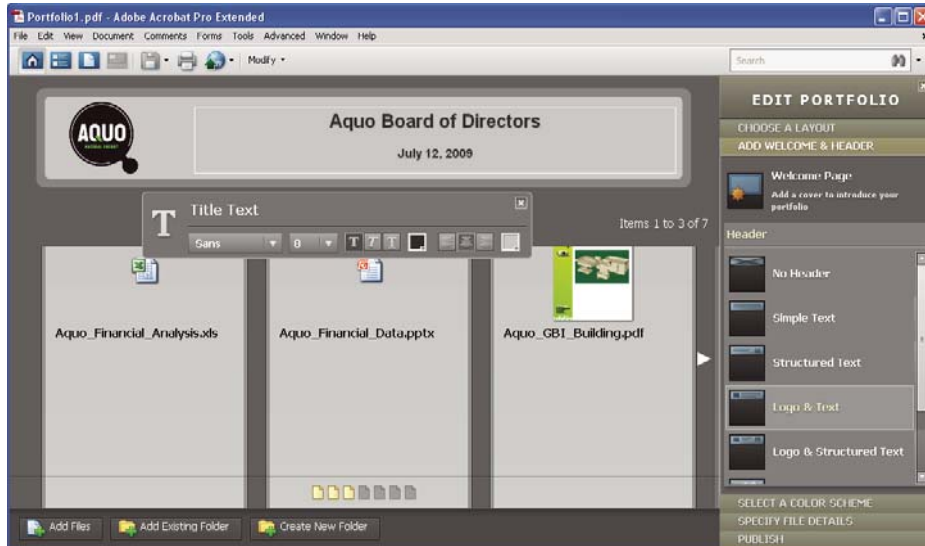 Portfolio1.pdf - Adobe Acrobat Pro Extended
File Edit View Document Comments Forms Tools Advanced Window Help
Modify
Search
EDIT PORTFOLIO
CHOOSE A LAYOUT
ADD WELCOME & HEADER
AQUO
NATURAL ENERGY
Aquo Board of Directors
July 12, 2009
Welcome Page
Add a cover to introduce your
portfolio
T
Title Text
Sans
0
T T T
Items 1 to 3 of 7
Header
No Header
Simple Text
Structured Text
Logo & Text
Logo & Structured Text
Aquo_Financial_Analysis.xls
Aquo_Financial_Data.pptx
Aquo_GBI_Building.pdf
SELECT A COLOR SCHEME
SPECIFY FILE DETAILS
PUBLISH
Add Files
Add Existing Folder
Create New Folder